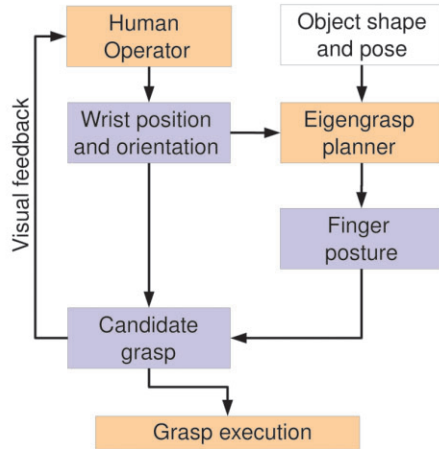 Human
Operator
Object shape
and pose
Wrist position
and orientation
Eigengrasp
planner
Visual feedback
Finger
posture
Candidate
grasp
Grasp execution